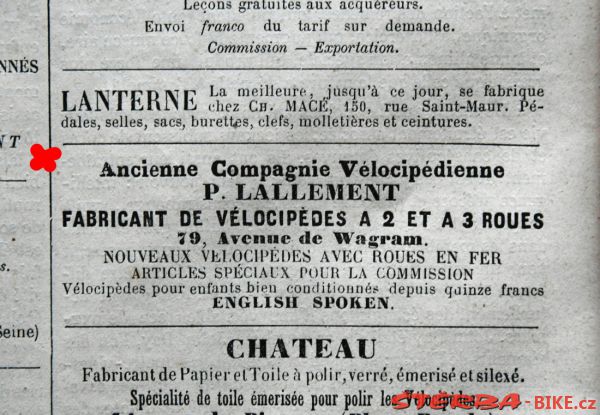 Leçons gratuites aux acquéreurs.
Envoi franco du tarif sur demande.
Commission — Exportation.
NNÉS
LANTERNE La meilleure, jusqu'à ce jour, se fabrique
chez CH. MACÉ, 150, rue Saint-Maur. Pé-
dales, selles, sacs, burettes, clefs, molletières et ceintures.
NT
Ancienne Compagnie Vélocipédienne
P. LALLEMENT
FABRICANT DE VÉLOCIPÈDES A 2 ET A 3 ROUES
79, Avenue de Wagram.
NOUVEAUX VELOCIPÈDES AVEC ROUES EN FER
ARTICLES SPÉCIAUX POUR LA COMMISSION
Vélocipèdes pour enfants bien conditionnés depuis quinze francs
ENGLISH SPOKEN.
s.
Seine)
CHATEAU
Fabricant de Papier et Toile à polir, verré, émerisé et silexé.
Spécialité de toile émerisée pour polir les Vélocipèdes.
STERBA-BIKE.cz